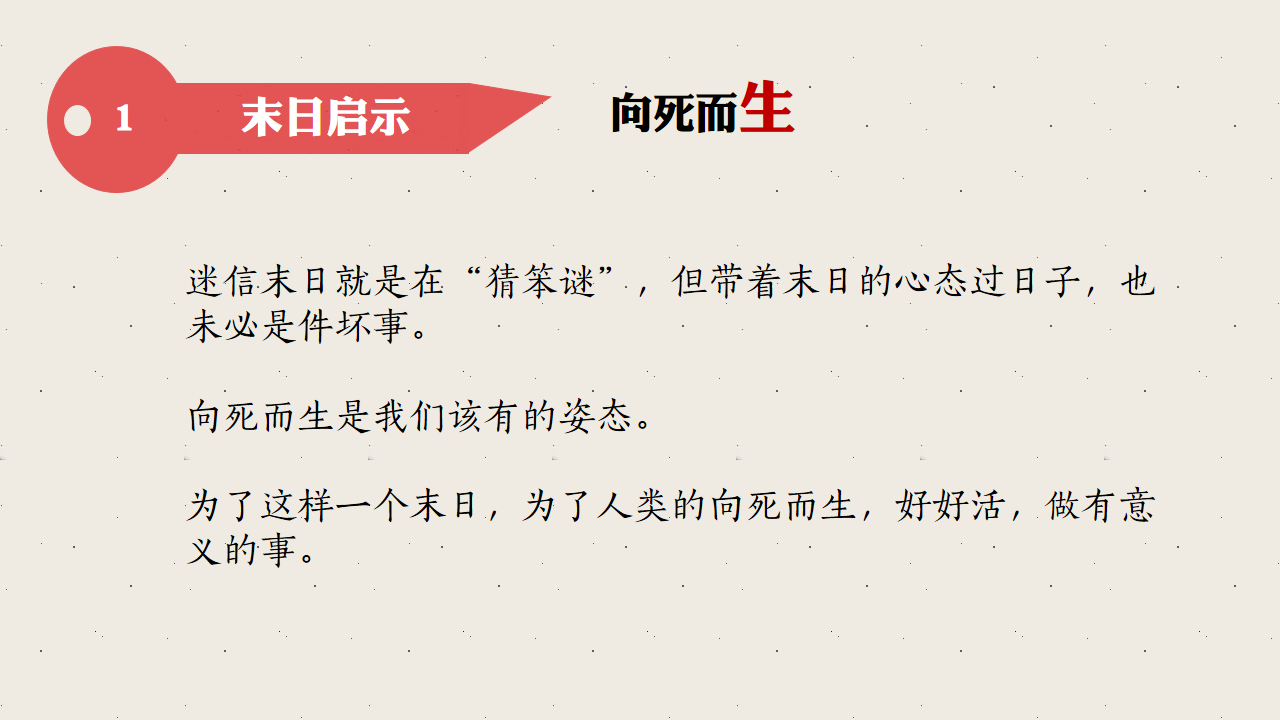 1 末日启示 向死而生
迷信末日就是在“猜笨谜”，但带着末日的心态过日子，也
未必是件坏事。
向死而生是我们该有的姿态。
为了这样一个末日，为了人类的向死而生，好好活，做有意
义的事。